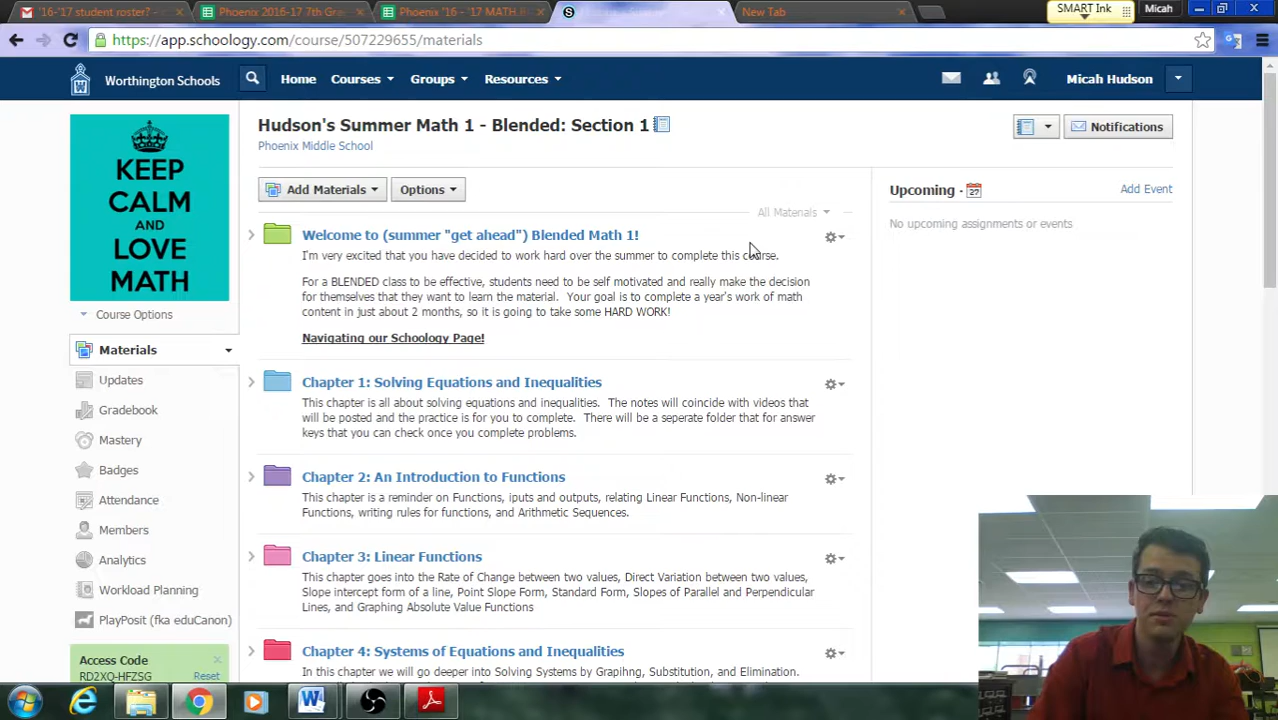 '16-'17 student roster? -
Phoenix 2016-17 7th Gra
Phoenix '16 - '17 MATH.B
New Tab
SMART Ink
Micah
https://app.schoology.com/course/507229655/materials
Worthington Schools
Home
Courses
Groups
Resources
Micah Hudson
KEEP
CALM
AND
LOVE
MATH
Course Options
Materials
Updates
Gradebook
Mastery
Badges
Attendance
Members
Analytics
Workload Planning
PlayPosit (fka eduCanon)
Access Code
RD2XQ-HFZSG
Reset
Hudson's Summer Math 1 - Blended: Section 1
Phoenix Middle School
Notifications
Add Materials
Options
All Materials
Welcome to (summer "get ahead") Blended Math 1!
I'm very excited that you have decided to work hard over the summer to complete this course.
For a BLENDED class to be effective, students need to be self motivated and really make the decision
for themselves that they want to learn the material. Your goal is to complete a year's work of math
content in just about 2 months, so it is going to take some HARD WORK!
Navigating our Schoology Page!
Chapter 1: Solving Equations and Inequalities
This chapter is all about solving equations and inequalities. The notes will coincide with videos that
will be posted and the practice is for you to complete. There will be a seperate folder that for answer
keys that you can check once you complete problems.
Chapter 2: An Introduction to Functions
This chapter is a reminder on Functions, iputs and outputs, relating Linear Functions, Non-linear
Functions, writing rules for functions, and Arithmetic Sequences.
Chapter 3: Linear Functions
This chapter goes into the Rate of Change between two values, Direct Variation between two values,
Slope intercept form of a line, Point Slope Form, Standard Form, Slopes of Parallel and Perpendicular
Lines, and Graphing Absolute Value Functions
Chapter 4: Systems of Equations and Inequalities
In this chapter we will go deeper into Solving Systems by Grapihng, Substitution, and Elimination.
Upcoming ·
27
Add Event
No upcoming assignments or events